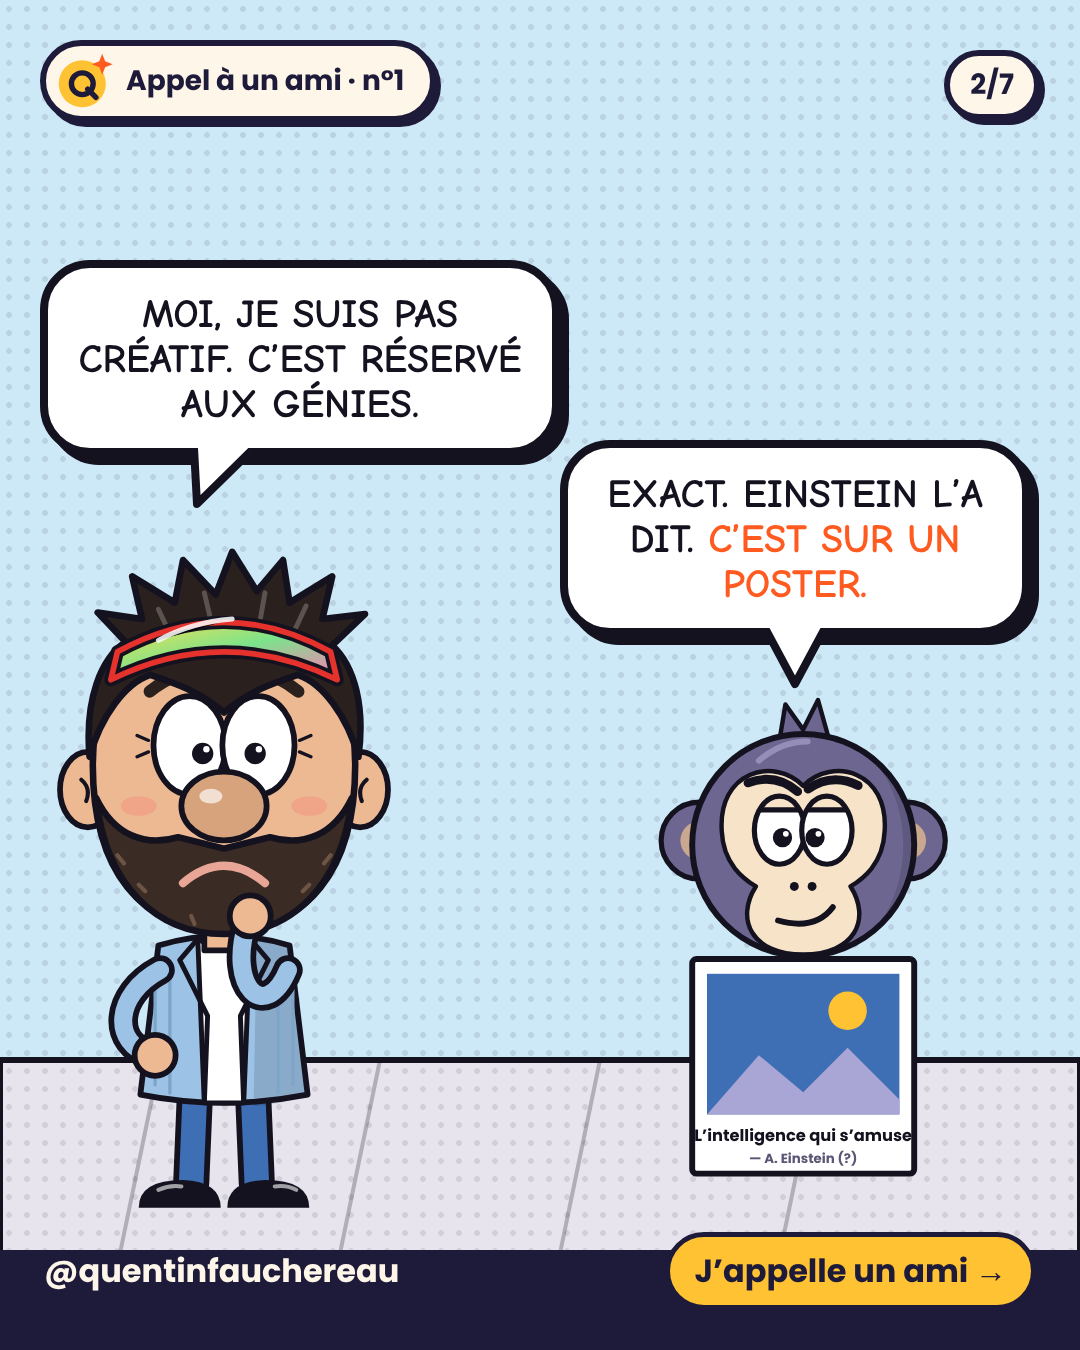 Q
Appel à un ami · n°1
2/7
MOI, JE SUIS PAS
CRÉATIF. C’EST RÉSERVÉ
AUX GÉNIES.
EXACT. EINSTEIN L’A
DIT. C’EST SUR UN
POSTER.
L’intelligence qui s’amuse
— A. Einstein (?)
@quentinfauchereau
J’appelle un ami →